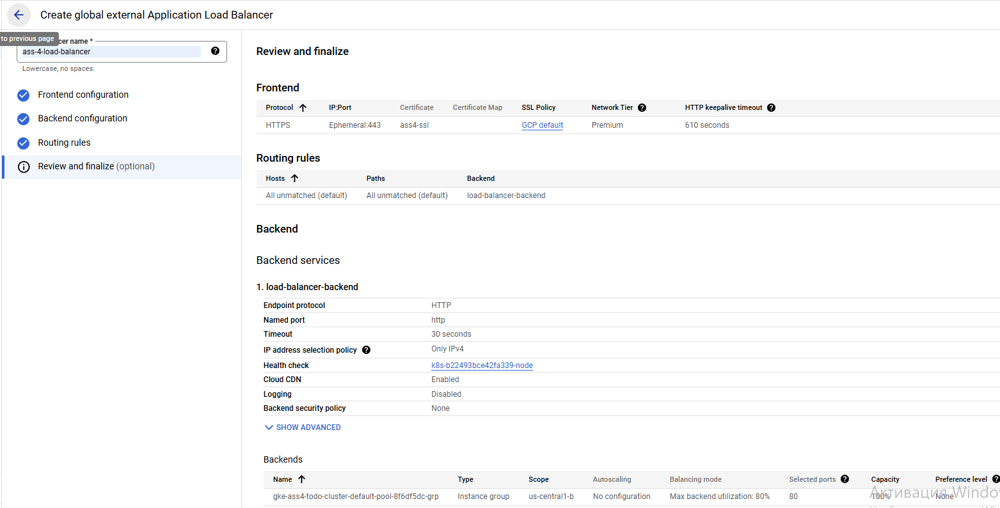 Create global external Application Load Balancer
to previous page
cer name *
ass-4-load-balancer
Lowercase, no spaces.
Frontend configuration
Backend configuration
Routing rules
Review and finalize (optional)
Review and finalize
Frontend
Protocol IP:Port Certificate Certificate Map SSL Policy Network Tier HTTP keepalive timeout
HTTPS Ephemeral:443 ass4-ssl GCP default Premium 610 seconds
Routing rules
Hosts Paths Backend
All unmatched (default) All unmatched (default) load-balancer-backend
Backend
Backend services
1. load-balancer-backend
Endpoint protocol HTTP
Named port http
Timeout 30 seconds
IP address selection policy Only IPv4
Health check k8s-b22493bce42fa339-node
Cloud CDN Enabled
Logging Disabled
Backend security policy None
SHOW ADVANCED
Backends
Name Type Scope Autoscaling Balancing mode Selected ports Capacity Preference level
gke-ass4-todo-cluster-default-pool-8f6df5dc-grp Instance group us-central1-b No configuration Max backend utilization: 80% 80 100% None
Активация Windo